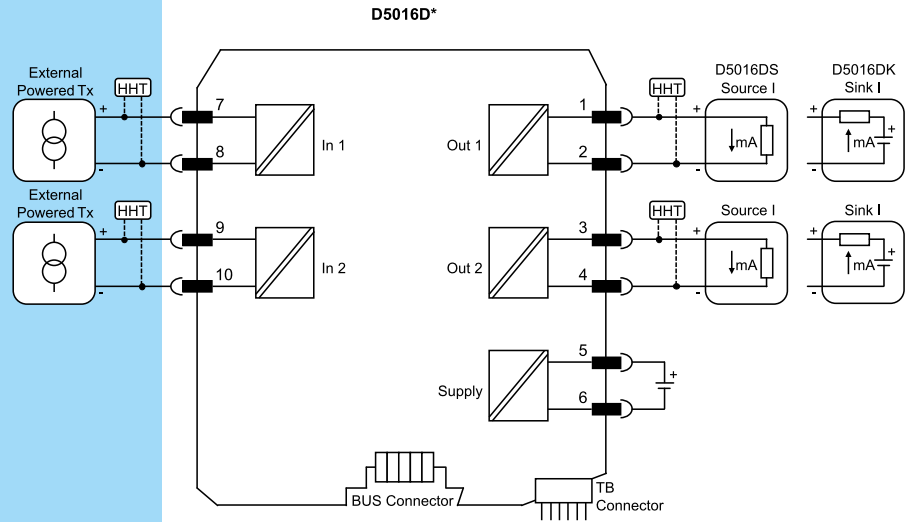 D5016D*
External
Powered Tx
HHT
+
-
7
8
In 1
1
2
Out 1
HHT
D5016DS
Source I
+
-
mA
D5016DK
Sink I
+
-
mA
+
External
Powered Tx
HHT
+
-
9
10
In 2
3
4
Out 2
HHT
Source I
+
-
mA
Sink I
+
-
mA
+
5
6
Supply
+
BUS Connector
TB
Connector